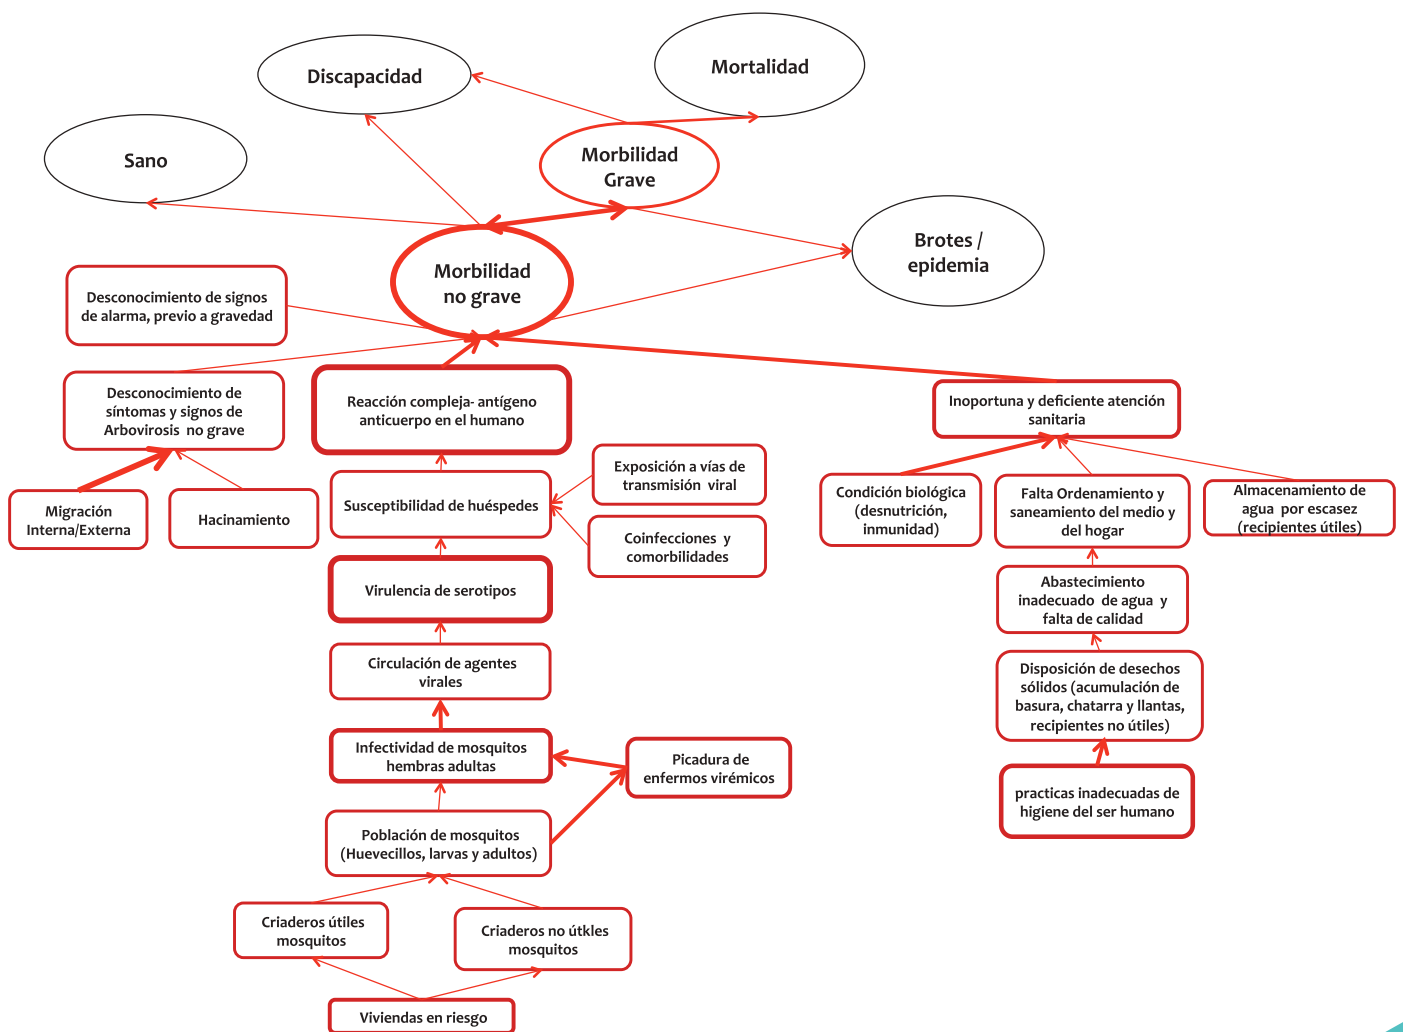 Mortalidad
Discapacidad
Sano
Morbilidad
Grave
Brotes /
epidemia
Morbilidad
no grave
Desconocimiento de signos
de alarma, previo a gravedad
Desconocimiento de
síntomas y signos de
Arbovirosis no grave
Reacción compleja- antígeno
anticuerpo en el humano
Inoportuna y deficiente atención
sanitaria
Migración
Interna/Externa
Hacinamiento
Susceptibilidad de huéspedes
Exposición a vías de
transmisión viral
Coinfecciones y
comorbilidades
Condición biológica
(desnutrición,
inmunidad)
Falta Ordenamiento y
saneamiento del medio y
del hogar
Almacenamiento de
agua por escasez
(recipientes útiles)
Virulencia de serotipos
Abastecimiento
inadecuado de agua y
falta de calidad
Circulación de agentes
virales
Disposición de desechos
sólidos (acumulación de
basura, chatarra y llantas,
recipientes no útiles)
Infectividad de mosquitos
hembras adultas
Picadura de
enfermos virémicos
practicas inadecuadas de
higiene del ser humano
Población de mosquitos
(Huevecillos, larvas y adultos)
Criaderos útiles
mosquitos
Criaderos no útkles
mosquitos
Viviendas en riesgo